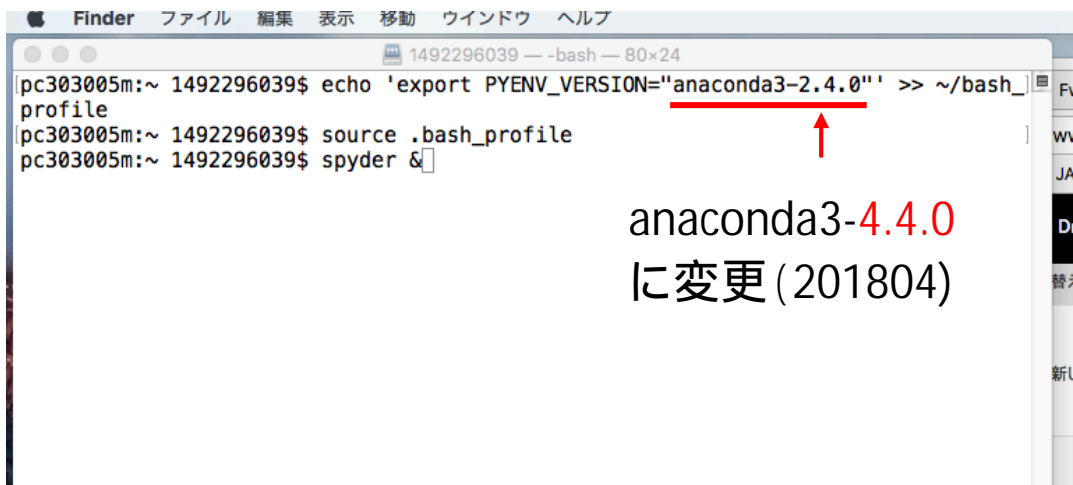 Finder ファイル 編集 表示 移動 ウインドウ ヘルプ
1492296039 — -bash — 80×24
[pc303005m:~ 1492296039$ echo 'export PYENV_VERSION="anaconda3-2.4.0"' >> ~/bash_]
profile
[pc303005m:~ 1492296039$ source .bash_profile ]
pc303005m:~ 1492296039$ spyder &
anaconda3-4.4.0
に変更(201804)
JA